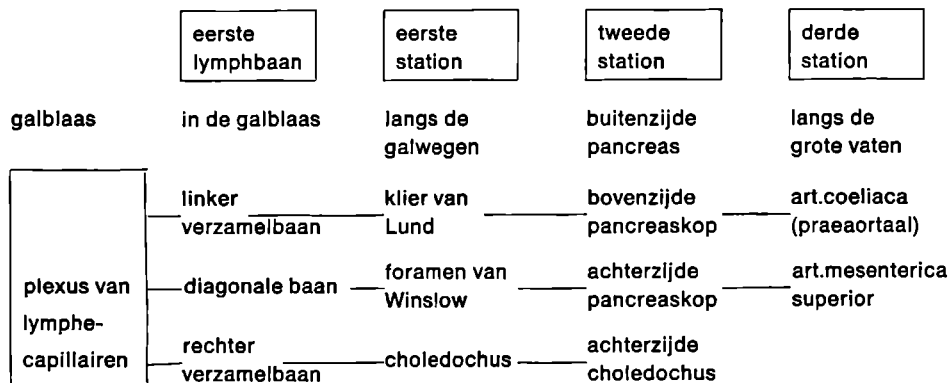 eerste
lymphbaan
eerste
station
tweede
station
derde
station
galblaas
in de galblaas
langs de
galwegen
buitenzijde
pancreas
langs de
grote vaten
plexus van
lymphe-
capillairen
linker
verzamelbaan
klier van
Lund
bovenzijde
pancreaskop
art.coeliaca
(praeaortaal)
diagonale baan
foramen van
Winslow
achterzijde
pancreaskop
art.mesenterica
superior
rechter
verzamelbaan
choledochus
achterzijde
choledochus